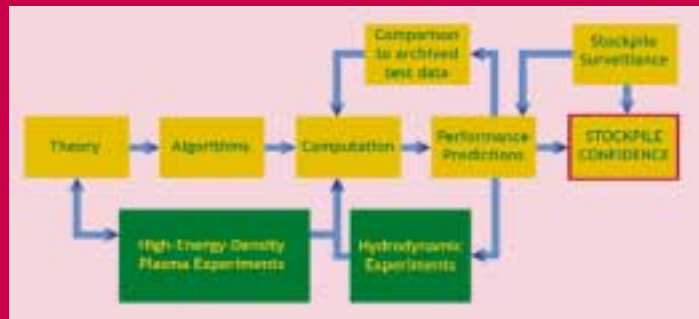 Comparison
to archived
test data
Stockpile
Surveillance
Theory
Algorithms
Computation
Performance
Predictions
STOCKPILE
CONFIDENCE
High-Energy-Density
Plasma Experiments
Hydrodynamic
Experiments